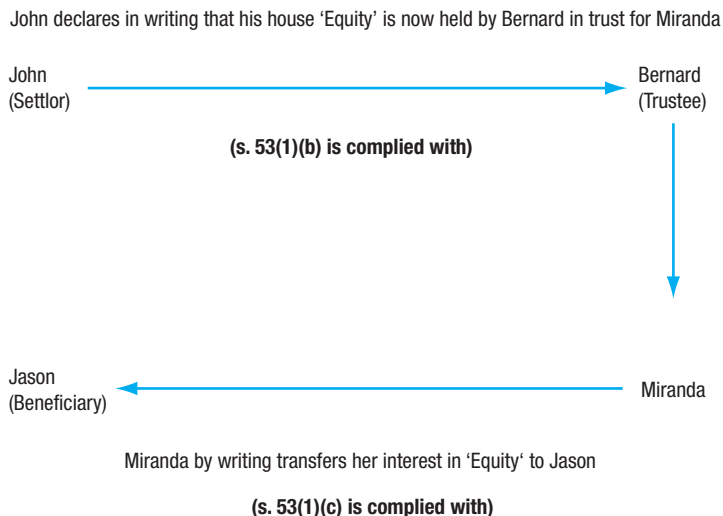 John declares in writing that his house ‘Equity’ is now held by Bernard in trust for Miranda
John
(Settlor)
Bernard
(Trustee)
(s. 53(1)(b) is complied with)
Jason
(Beneficiary)
Miranda
Miranda by writing transfers her interest in ‘Equity‘ to Jason
(s. 53(1)(c) is complied with)